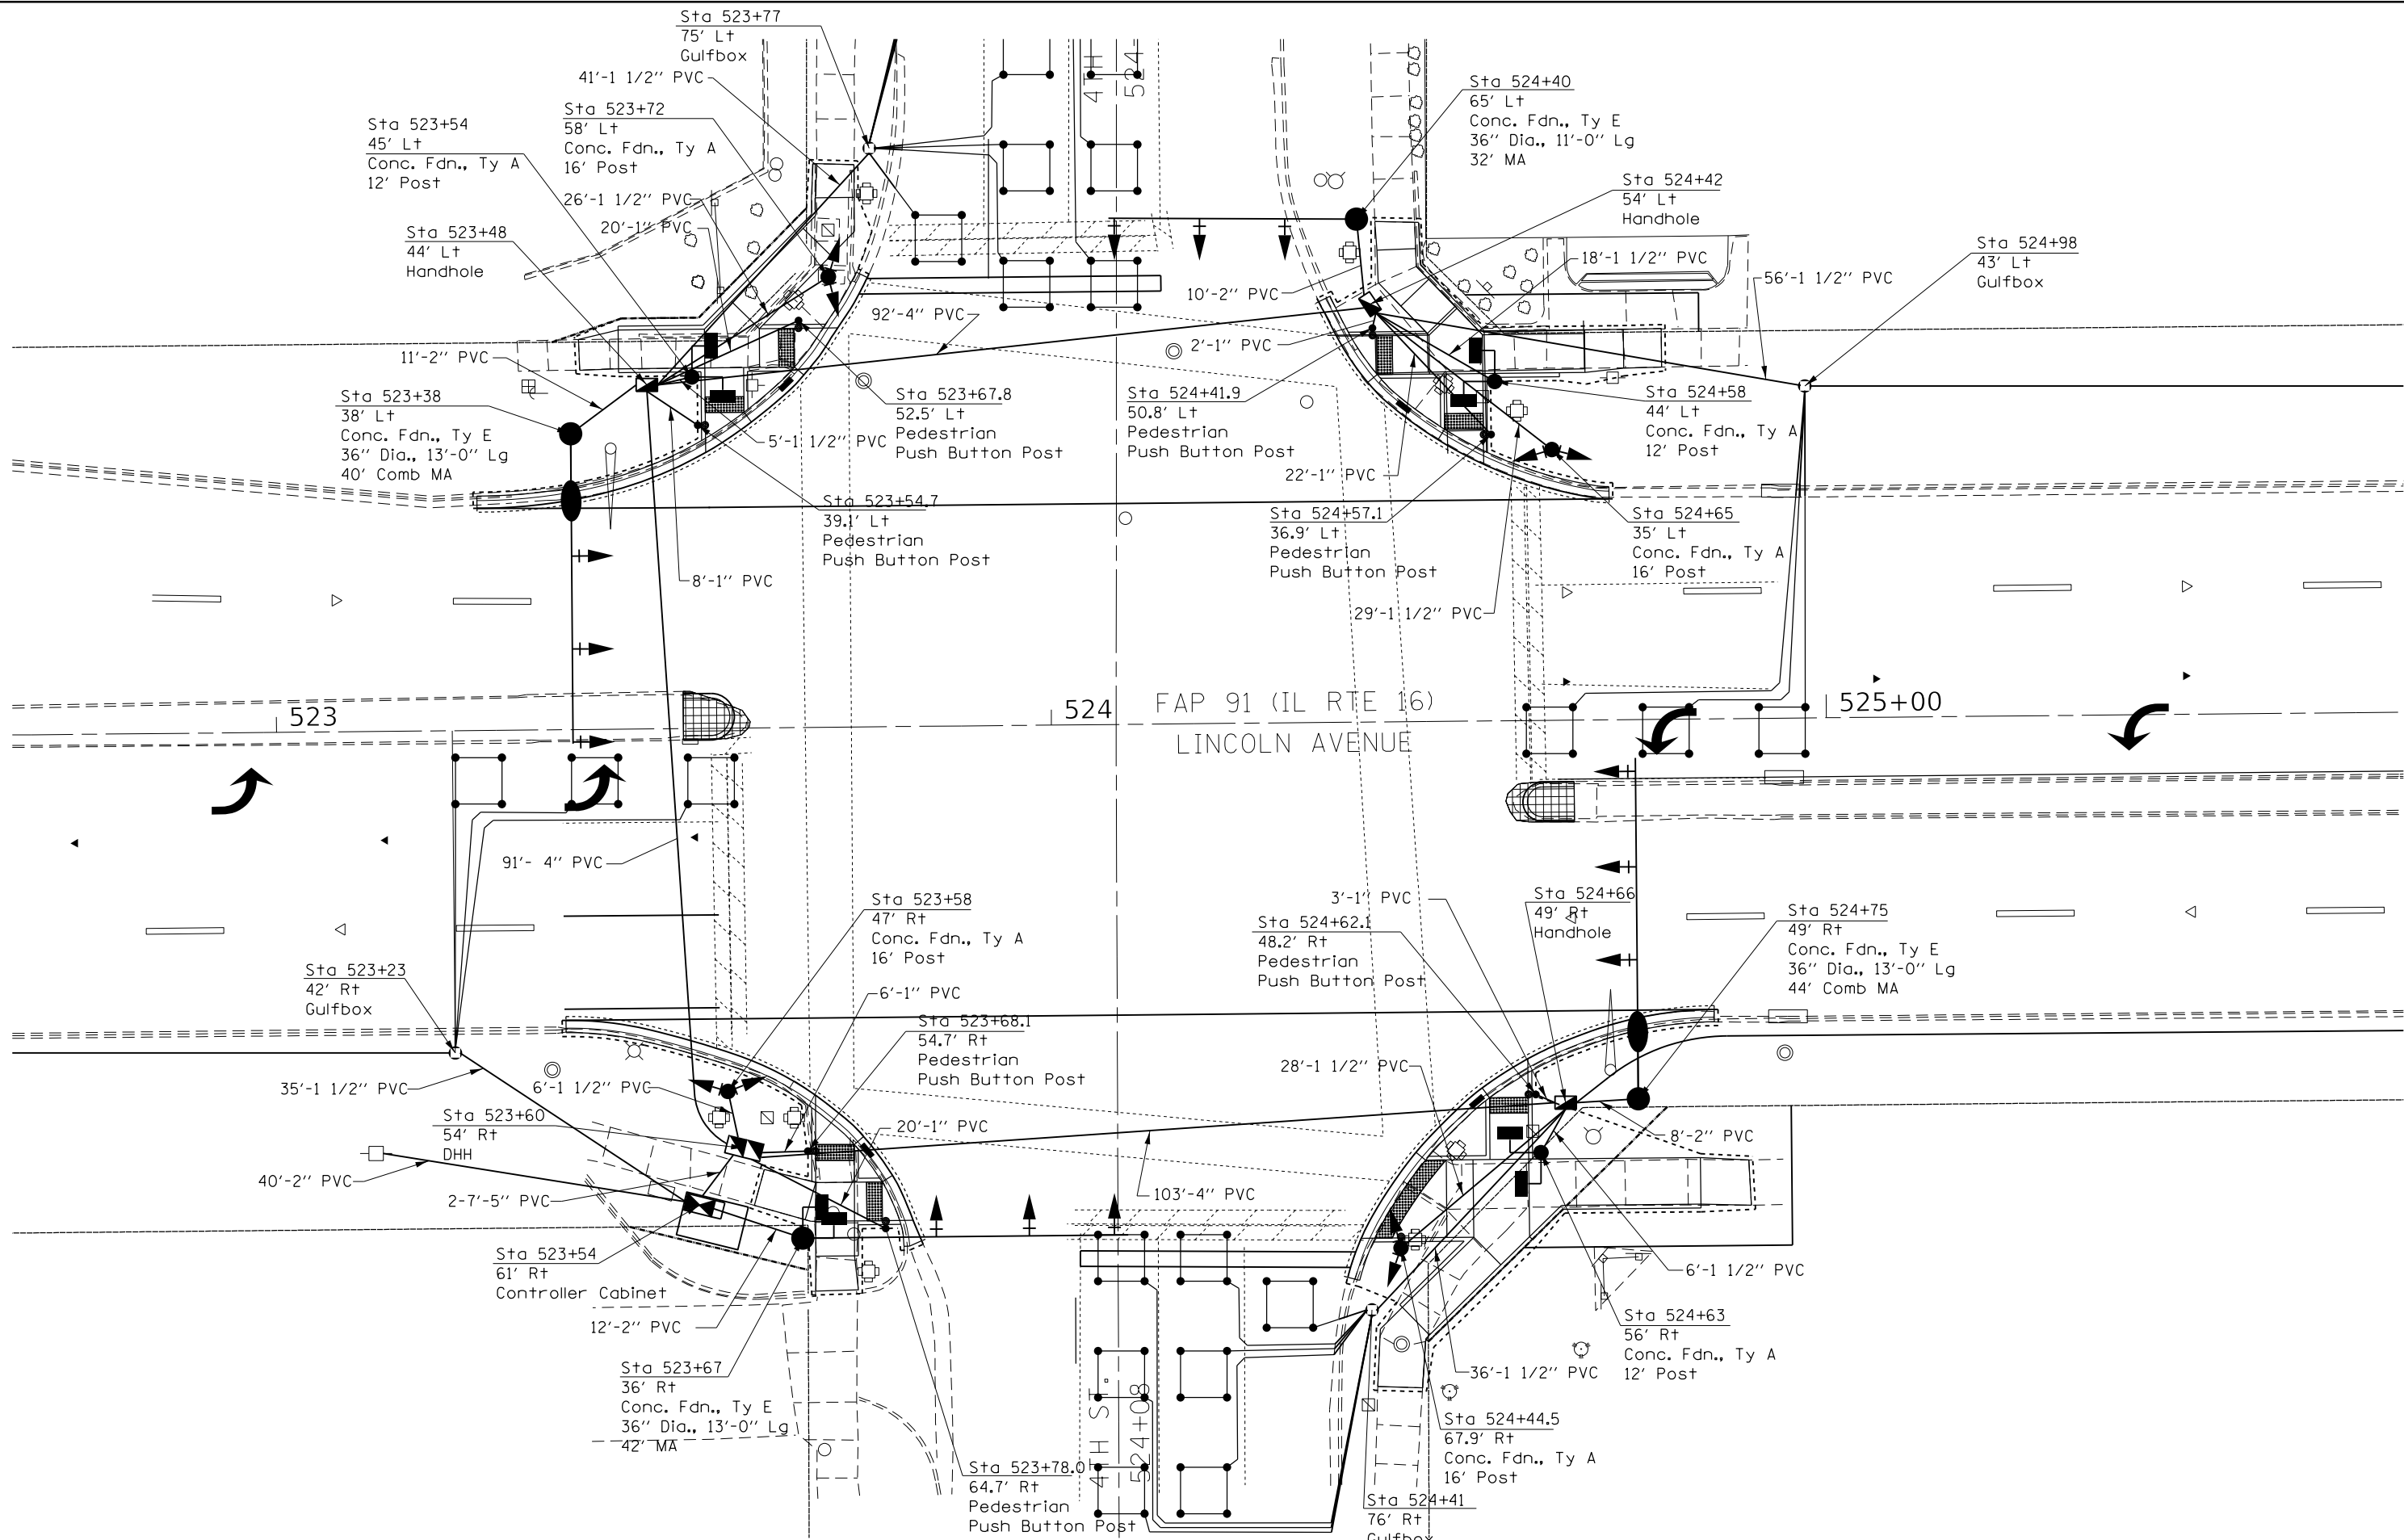 Sta 523+77
75' Lt
Gulfbox
41'-1 1/2'' PVC
Sta 523+72
58' Lt
Conc. Fdn., Ty A
16' Post
Sta 523+54
45' Lt
Conc. Fdn., Ty A
12' Post
26'-1 1/2'' PVC
20'-1'' PVC
Sta 523+48
44' Lt
Handhole
4TH
524
Sta 524+40
65' Lt
Conc. Fdn., Ty E
36'' Dia., 11'-0'' Lg
32' MA
Sta 524+42
54' Lt
Handhole
18'-1 1/2'' PVC
56'-1 1/2'' PVC
Sta 524+98
43' Lt
Gulfbox
10'-2'' PVC
92'-4'' PVC
2'-1'' PVC
11'-2'' PVC
Sta 523+38
38' Lt
Conc. Fdn., Ty E
36'' Dia., 13'-0'' Lg
40' Comb MA
Sta 523+67.8
52.5' Lt
Pedestrian
Push Button Post
5'-1 1/2'' PVC
Sta 524+41.9
50.8' Lt
Pedestrian
Push Button Post
Sta 524+58
44' Lt
Conc. Fdn., Ty A
12' Post
22'-1'' PVC
Sta 523+54.7
39.1' Lt
Pedestrian
Push Button Post
8'-1'' PVC
Sta 524+57.1
36.9' Lt
Pedestrian
Push Button Post
Sta 524+65
35' Lt
Conc. Fdn., Ty A
16' Post
29'-1 1/2'' PVC
523
524
FAP 91 (IL RTE 16)
LINCOLN AVENUE
525+00
91'- 4'' PVC
Sta 523+58
47' Rt
Conc. Fdn., Ty A
16' Post
3'-1'' PVC
Sta 524+62.1
48.2' Rt
Pedestrian
Push Button Post
Sta 524+66
49' Rt
Handhole
Sta 524+75
49' Rt
Conc. Fdn., Ty E
36'' Dia., 13'-0'' Lg
44' Comb MA
Sta 523+23
42' Rt
Gulfbox
6'-1'' PVC
Sta 523+68.1
54.7' Rt
Pedestrian
Push Button Post
28'-1 1/2'' PVC
35'-1 1/2'' PVC
6'-1 1/2'' PVC
Sta 523+60
54' Rt
DHH
20'-1'' PVC
8'-2'' PVC
40'-2'' PVC
2-7'-5'' PVC
103'-4'' PVC
Sta 523+54
61' Rt
Controller Cabinet
12'-2'' PVC
6'-1 1/2'' PVC
Sta 524+63
56' Rt
Conc. Fdn., Ty A
12' Post
Sta 523+67
36' Rt
Conc. Fdn., Ty E
36'' Dia., 13'-0'' Lg
42' MA
36'-1 1/2'' PVC
4TH ST.
524+08
Sta 524+44.5
67.9' Rt
Conc. Fdn., Ty A
16' Post
Sta 523+78.0
64.7' Rt
Pedestrian
Push Button Post
Sta 524+41
76' Rt
Gulfbox